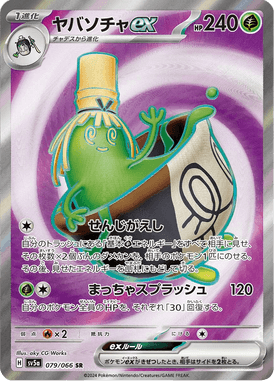 1進化
ヤバソチャex
HP240
チャデスから進化
せんじがえし
自分のトラッシュにある「基本草エネルギー」をすべて相手に見せ、
その枚数×2個ぶんのダメカンを、相手のポケモン1匹にのせる。
その後、見せたエネルギーを山札にもどして切る。
まっちゃスプラッシュ 120
自分のポケモン全員のHPを、それぞれ「30」回復する。
弱点 ×2
抵抗力
にげる
exルール
ポケモンexがきぜつしたとき、相手はサイドを2枚とる。
Illus. aky CG Works
H sv5a 079/066 SR
©2024 Pokémon/Nintendo/Creatures/GAME FREAK